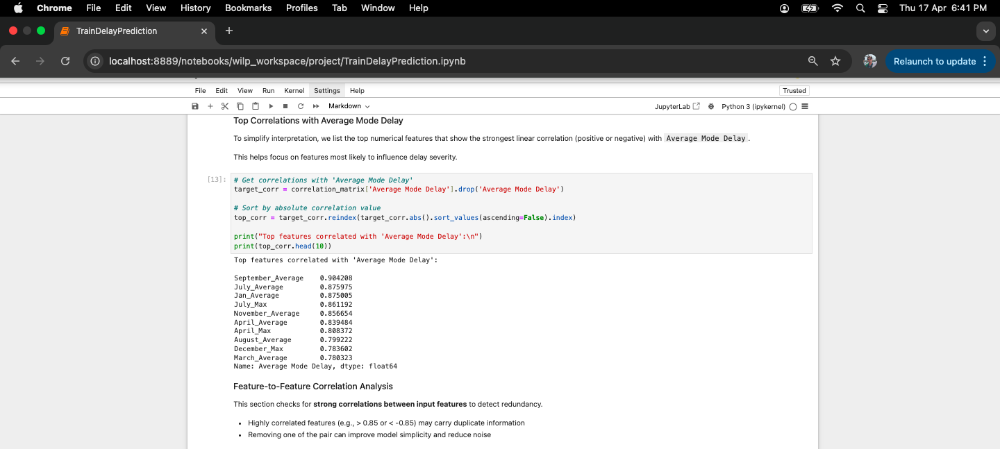 Chrome File Edit View History Bookmarks Profiles Tab Window Help Thu 17 Apr 6:41 PM
TrainDelayPrediction
localhost:8889/notebooks/wilp_workspace/project/TrainDelayPrediction.ipynb Relaunch to update
File Edit View Run Kernel Settings Help Trusted
Markdown JupyterLab Python 3 (ipykernel)
Top Correlations with Average Mode Delay
To simplify interpretation, we list the top numerical features that show the strongest linear correlation (positive or negative) with Average Mode Delay .
This helps focus on features most likely to influence delay severity.
[13]: # Get correlations with 'Average Mode Delay'
target_corr = correlation_matrix['Average Mode Delay'].drop('Average Mode Delay')
# Sort by absolute correlation value
top_corr = target_corr.reindex(target_corr.abs().sort_values(ascending=False).index)
print("Top features correlated with 'Average Mode Delay':\n")
print(top_corr.head(10))
Top features correlated with 'Average Mode Delay':
September_Average 0.904208
July_Average 0.875975
Jan_Average 0.875005
July_Max 0.861192
November_Average 0.856654
April_Average 0.839484
April_Max 0.808372
August_Average 0.799222
December_Max 0.783602
March_Average 0.780323
Name: Average Mode Delay, dtype: float64
Feature-to-Feature Correlation Analysis
This section checks for strong correlations between input features to detect redundancy.
• Highly correlated features (e.g., > 0.85 or < -0.85) may carry duplicate information
• Removing one of the pair can improve model simplicity and reduce noise